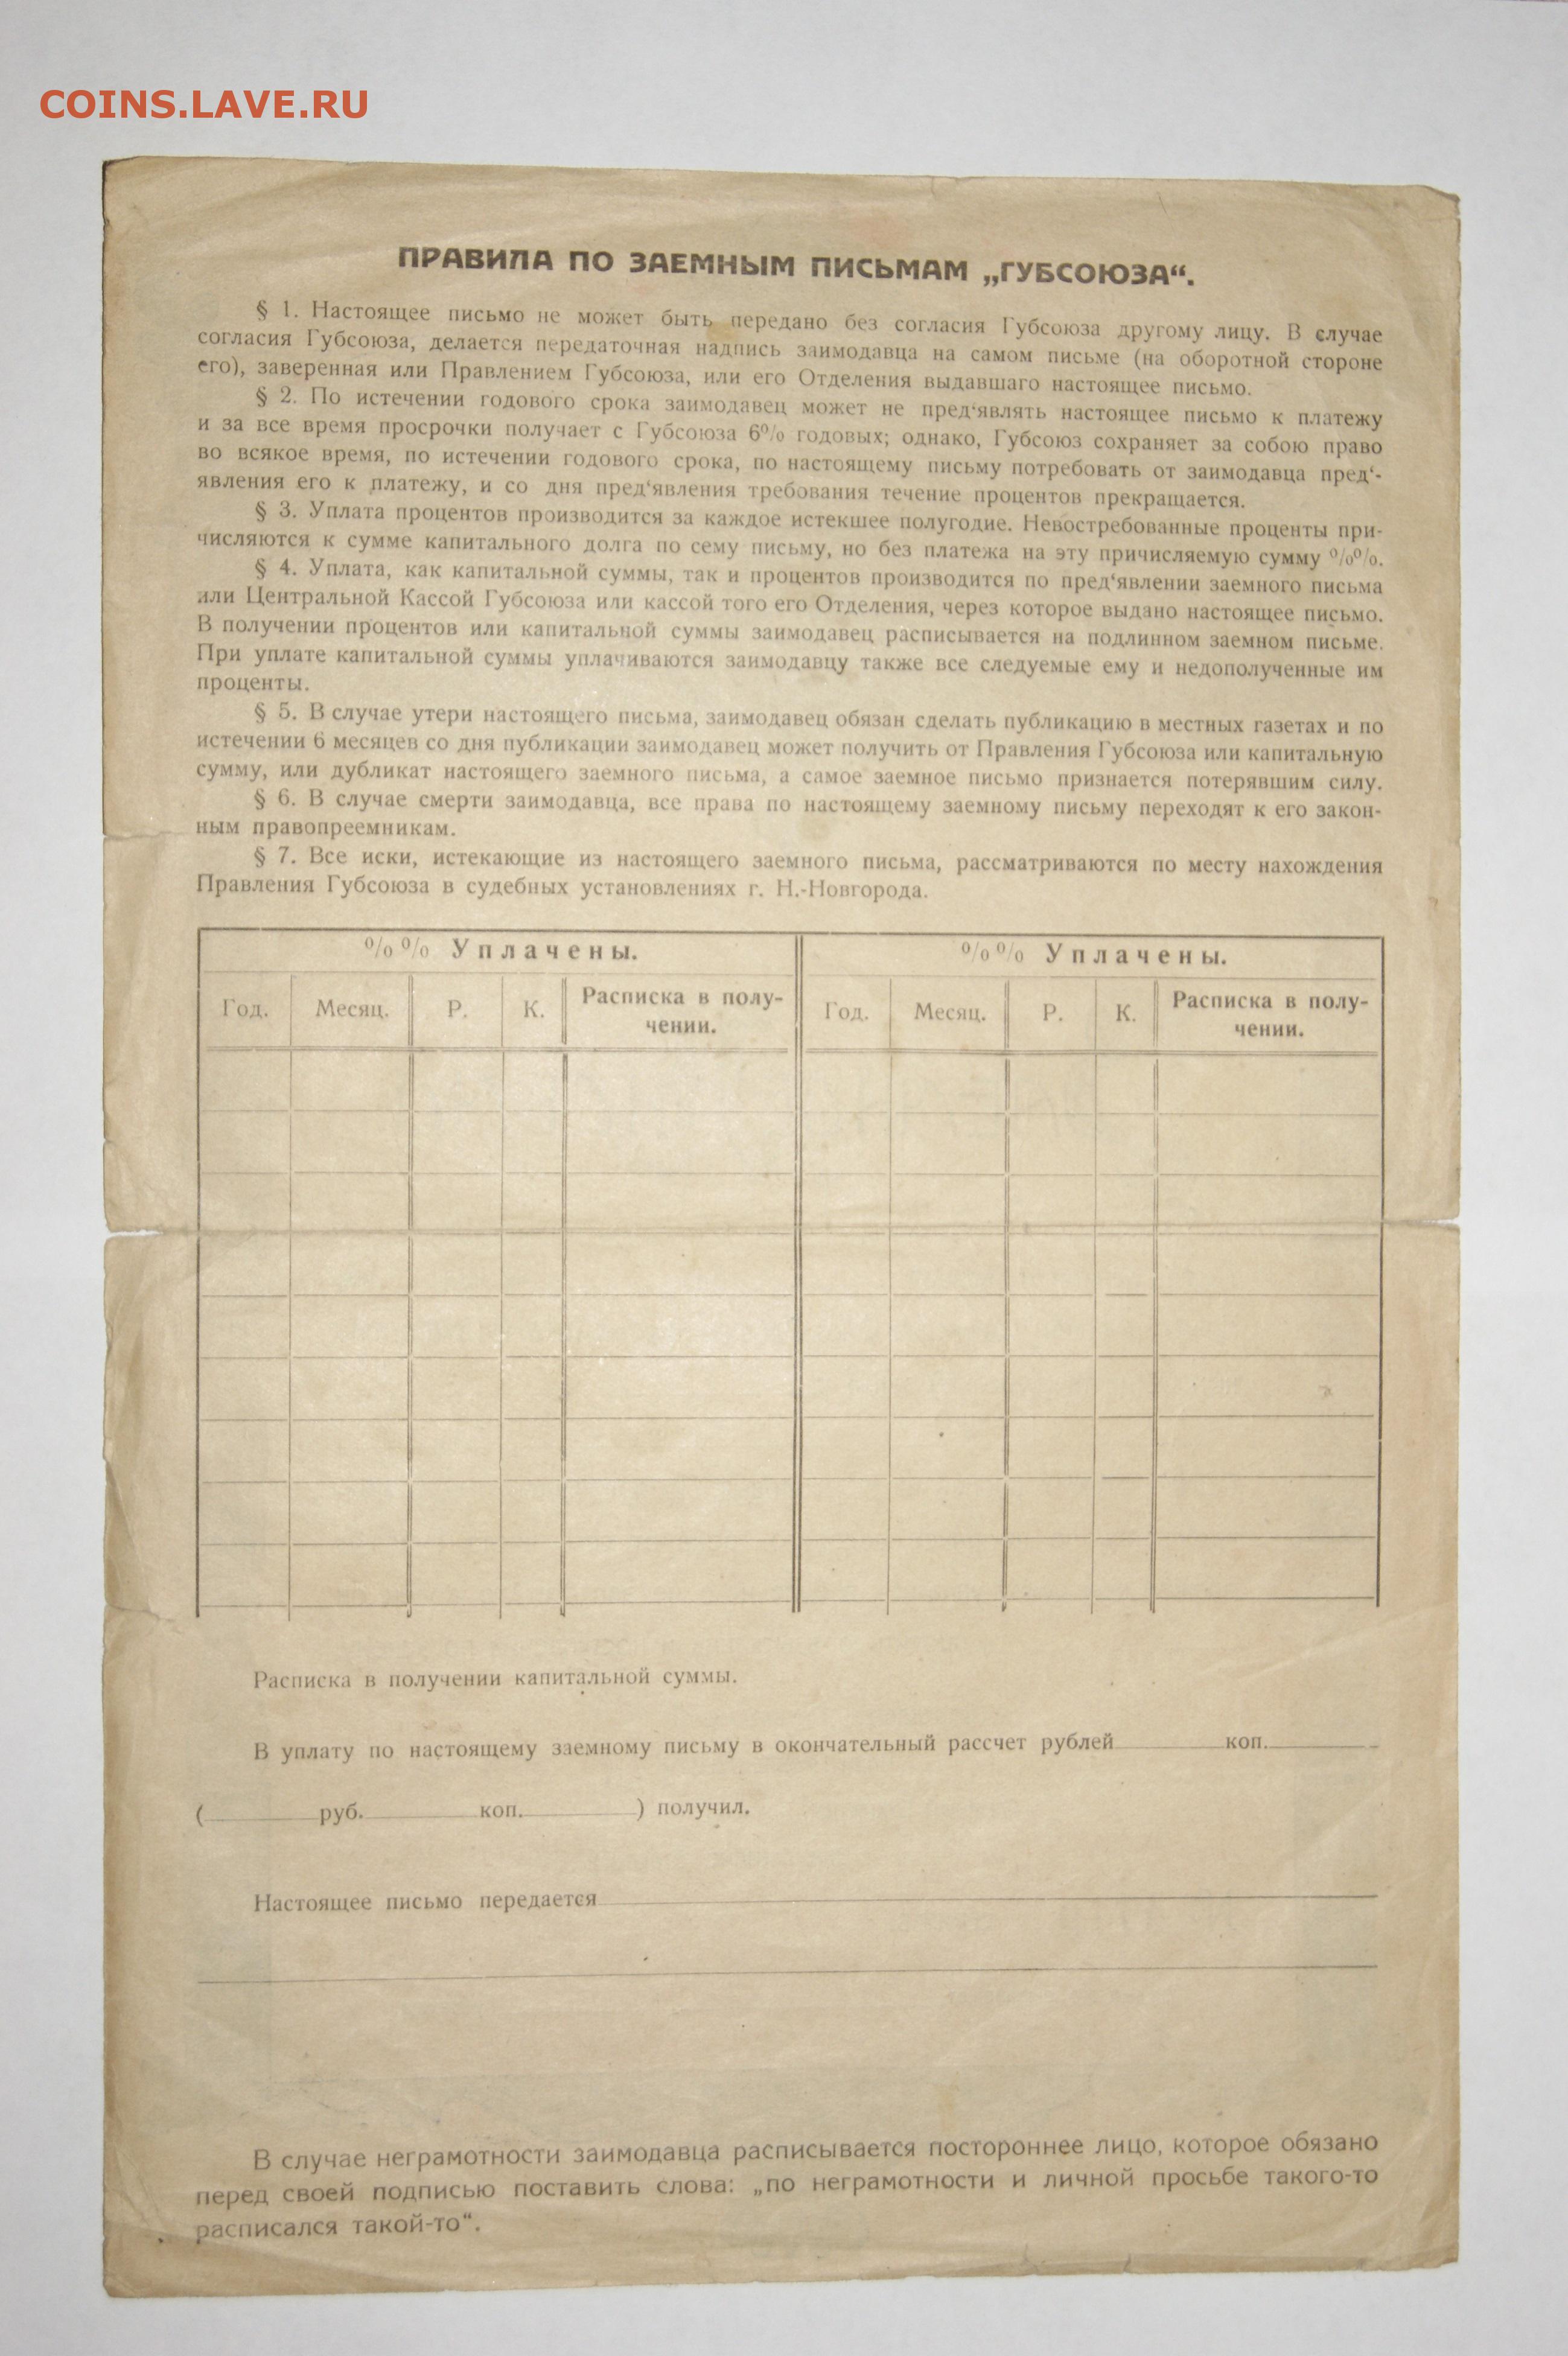 COINS.LAVE.RU
ПРАВИЛА ПО ЗАЕМНЫМ ПИСЬМАМ „ГУБСОЮЗА“.
§ 1. Настоящее письмо не может быть передано без согласия Губсоюза другому лицу. В случае
согласия Губсоюза, делается передаточная надпись заимодавца на самом письме (на оборотной стороне
его), заверенная или Правлением Губсоюза, или его Отделения выдавшаго настоящее письмо.
§ 2. По истечении годового срока заимодавец может не пред‘являть настоящее письмо к платежу
и за все время просрочки получает с Губсоюза 6% годовых; однако, Губсоюз сохраняет за собою право
во всякое время, по истечении годового срока, по настоящему письму потребовать от заимодавца пред‘-
явления его к платежу, и со дня пред‘явления требования течение процентов прекращается.
§ 3. Уплата процентов производится за каждое истекшее полугодие. Невостребованные проценты при-
числяются к сумме капитального долга по сему письму, но без платежа на эту причисляемую сумму %%.
§ 4. Уплата, как капитальной суммы, так и процентов производится по пред‘явлении заемного письма
или Центральной Кассой Губсоюза или кассой того его Отделения, через которое выдано настоящее письмо.
В получении процентов или капитальной суммы заимодавец расписывается на подлинном заемном письме.
При уплате капитальной суммы уплачиваются заимодавцу также все следуемые ему и недополученные им
проценты.
§ 5. В случае утери настоящего письма, заимодавец обязан сделать публикацию в местных газетах и по
истечении 6 месяцев со дня публикации заимодавец может получить от Правления Губсоюза или капитальную
сумму, или дубликат настоящего заемного письма, а самое заемное письмо признается потерявшим силу.
§ 6. В случае смерти заимодавца, все права по настоящему заемному письму переходят к его закон-
ным правопреемникам.
§ 7. Все иски, истекающие из настоящего заемного письма, рассматриваются по месту нахождения
Правления Губсоюза в судебных установлениях г. Н.-Новгорода.
%% Уплачены. %% Уплачены.
Год. Месяц. Р. К. Расписка в полу- Год. Месяц. Р. К. Расписка в полу-
чении. чении.
Расписка в получении капитальной суммы.
В уплату по настоящему заемному письму в окончательный рассчет рублей коп.
( руб. коп. ) получил.
Настоящее письмо передается
В случае неграмотности заимодавца расписывается постороннее лицо, которое обязано
перед своей подписью поставить слова: „по неграмотности и личной просьбе такого-то
расписался такой-то“.